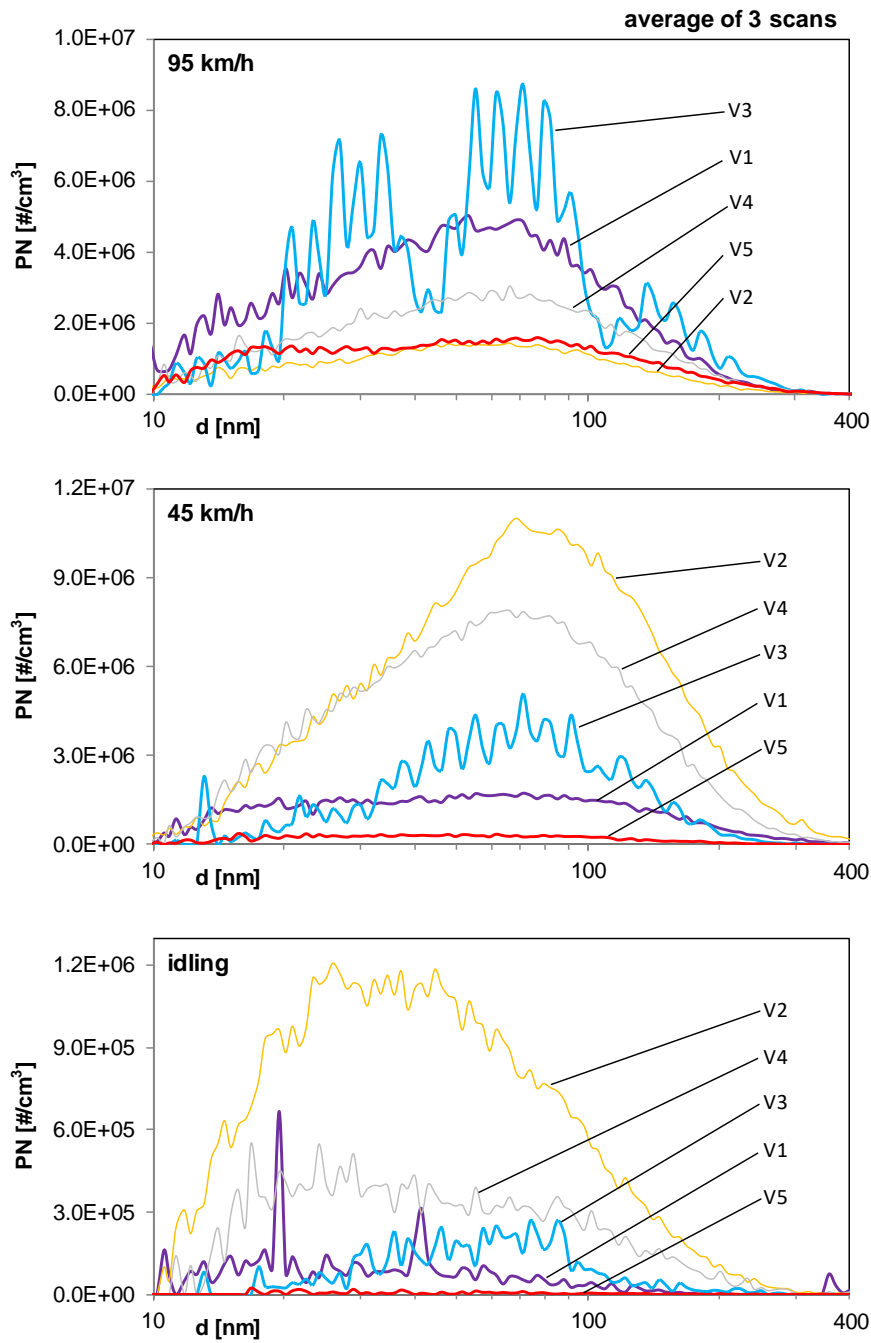 average of 3 scans
1.0E+07
95 km/h
8.0E+06
V3
6.0E+06
V1
PN [#/cm³]
V4
4.0E+06
V5
2.0E+06
V2
0.0E+00
10 100 400
d [nm]
1.2E+07
45 km/h
V2
9.0E+06
V4
PN [#/cm³]
6.0E+06
V3
V1
3.0E+06
V5
0.0E+00
10 100 400
d [nm]
1.2E+06
idling
V2
9.0E+05
V4
PN [#/cm³]
6.0E+05
V3
V1
3.0E+05
V5
0.0E+00
10 100 400
d [nm]